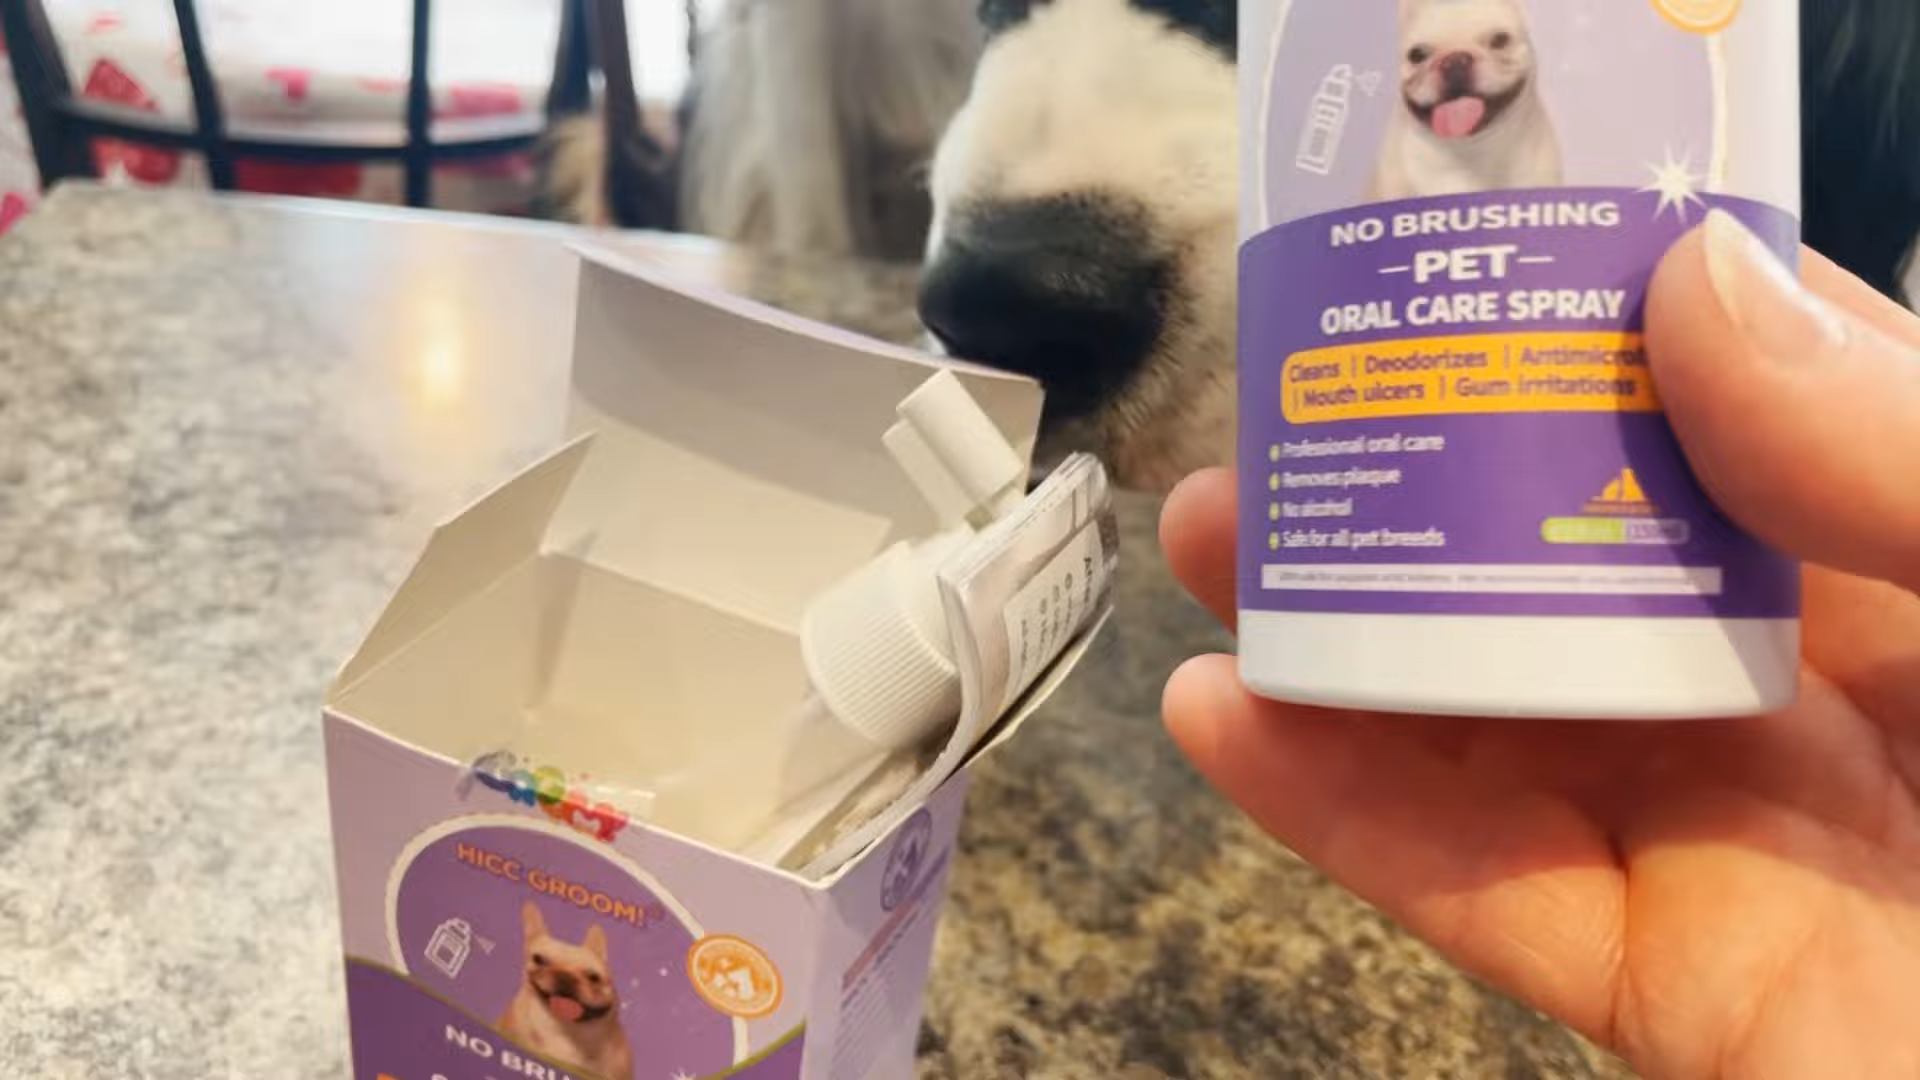 NO BRUSHING
PET
ORAL CARE SPRAY
Cleans | Deodorizes | Antimicrob
| Mouth ulcers | Gum irritations
Professional oral care
Removes plaque
No alcohol
Safe for all pet breeds
HICC GROOM!
NO BRU